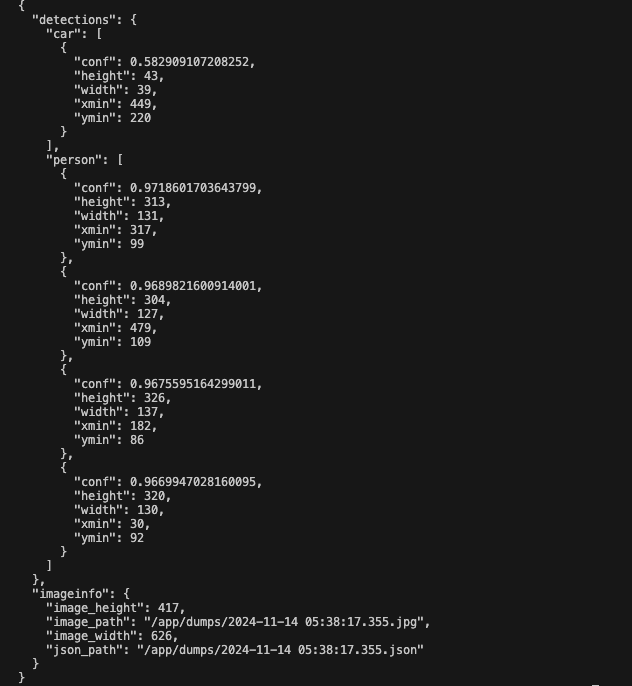 {
"detections": {
"car": [
{
"conf": 0.582909107208252,
"height": 43,
"width": 39,
"xmin": 449,
"ymin": 220
}
],
"person": [
{
"conf": 0.9718601703643799,
"height": 313,
"width": 131,
"xmin": 317,
"ymin": 99
},
{
"conf": 0.9689821600914001,
"height": 304,
"width": 127,
"xmin": 479,
"ymin": 109
},
{
"conf": 0.9675595164299011,
"height": 326,
"width": 137,
"xmin": 182,
"ymin": 86
},
{
"conf": 0.9669947028160095,
"height": 320,
"width": 130,
"xmin": 30,
"ymin": 92
}
]
},
"imageinfo": {
"image_height": 417,
"image_path": "/app/dumps/2024-11-14 05:38:17.355.jpg",
"image_width": 626,
"json_path": "/app/dumps/2024-11-14 05:38:17.355.json"
}
}